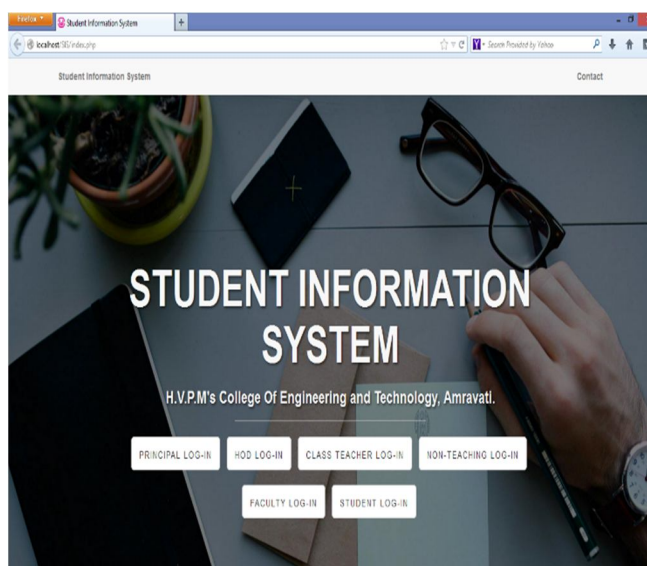 Firefox
Student Information System
localhost/SIS/index.php
Search Provided by Yahoo
Student Information System
Contact
STUDENT INFORMATION
SYSTEM
H.V.P.M's College Of Engineering and Technology, Amravati.
PRINCIPAL LOG-IN
HOD LOG-IN
CLASS TEACHER LOG-IN
NON-TEACHING LOG-IN
FACULTY LOG-IN
STUDENT LOG-IN